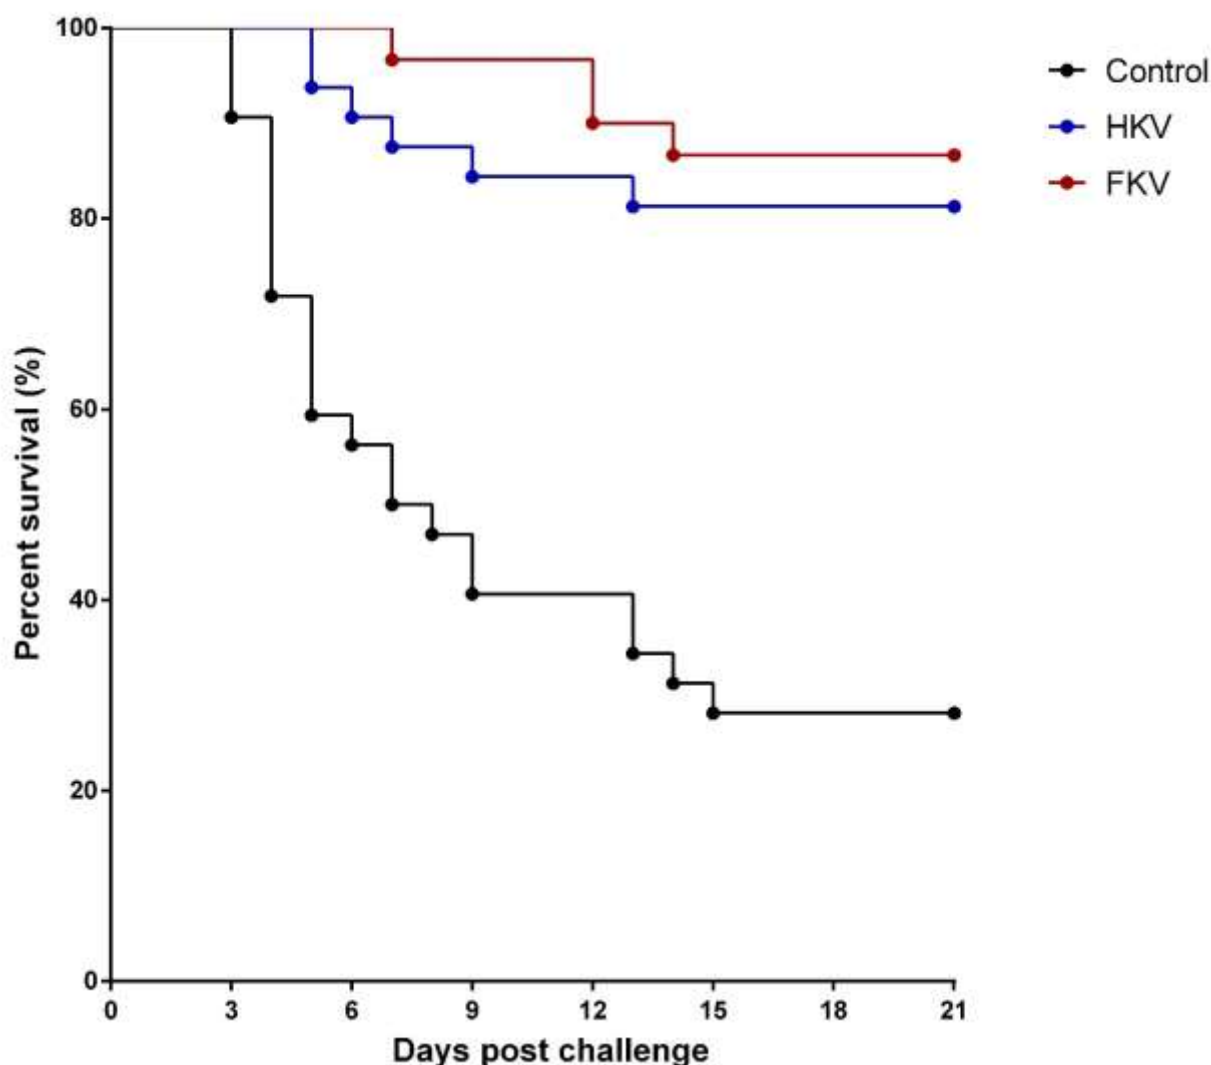 100
80
60
40
20
0
Percent survival (%)
0 3 6 9 12 15 18 21
Days post challenge
Control
HKV
FKV